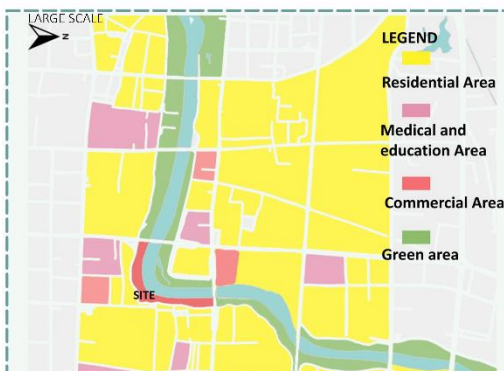 LARGE SCALE
N
LEGEND
Residential Area
Medical and
education Area
Commercial Area
Green area
SITE